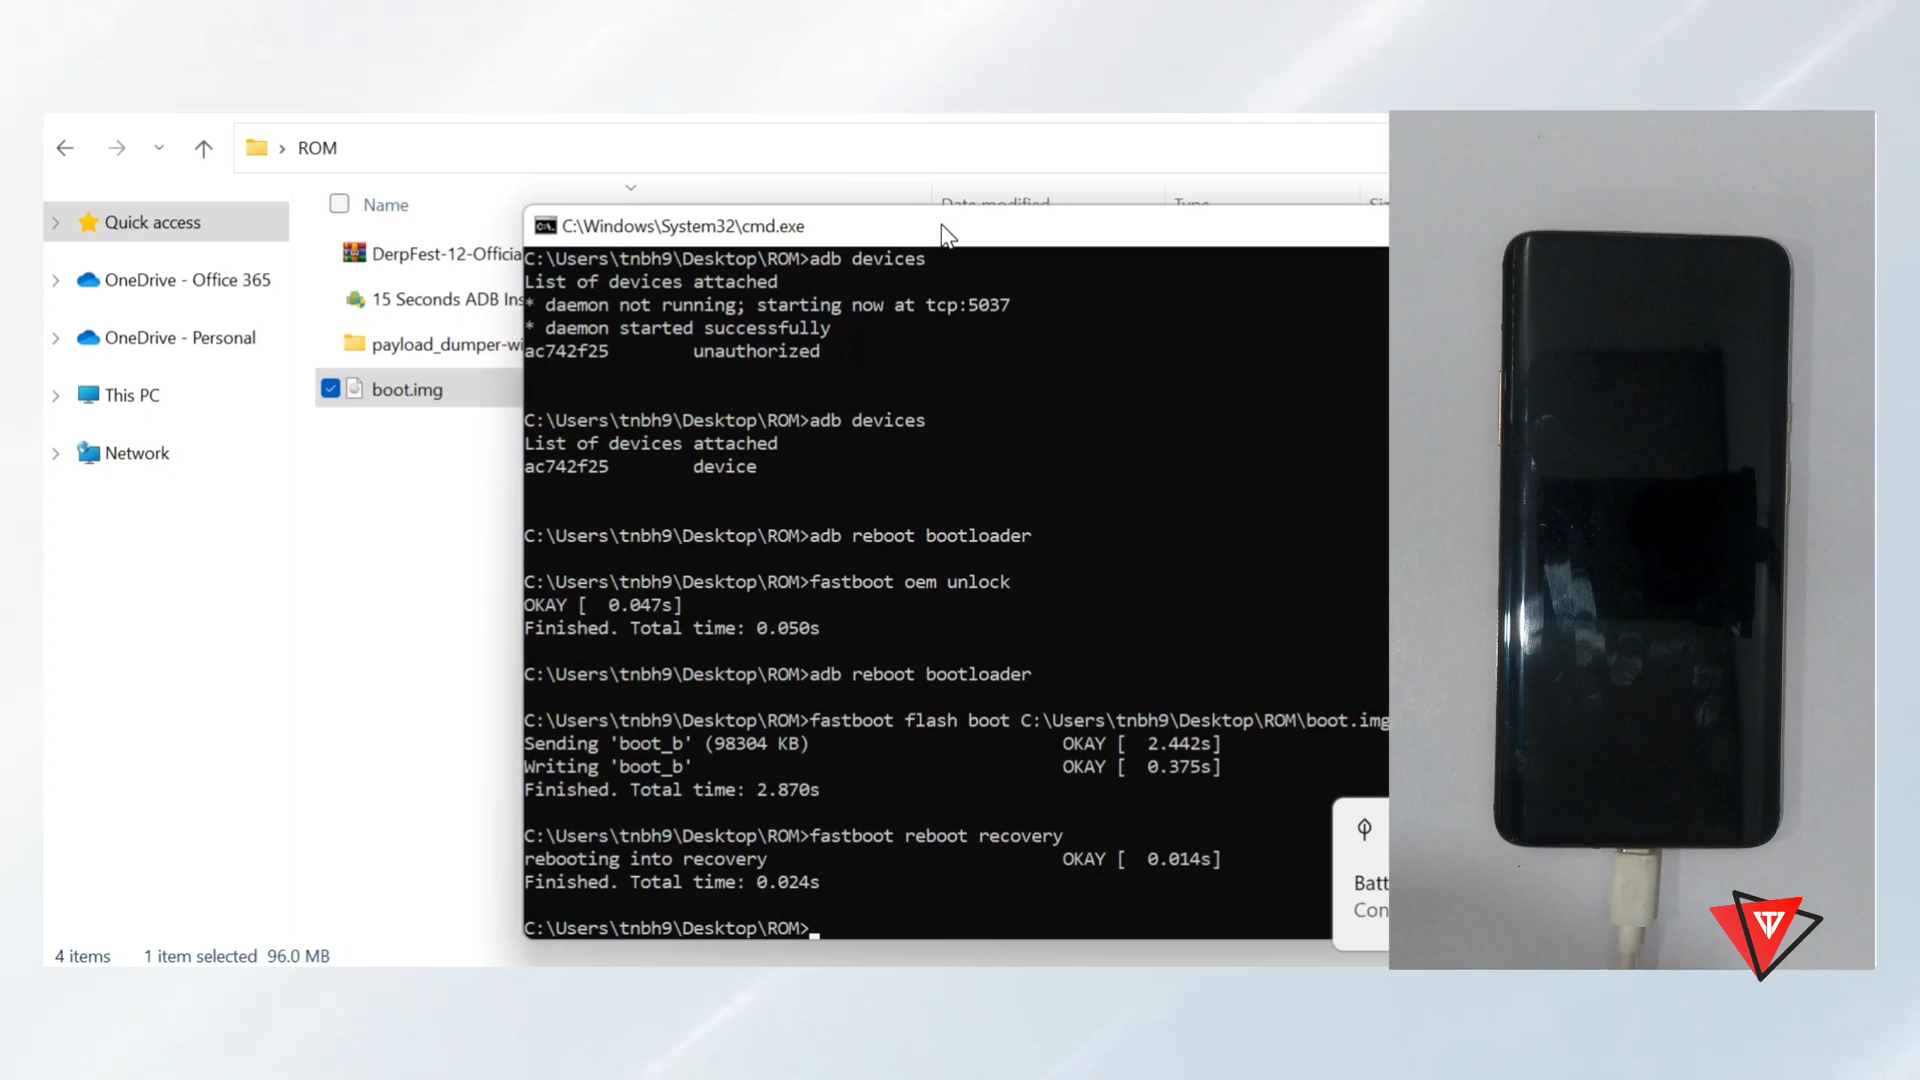 ROM
Name
Date modified
Type
Quick access
OneDrive - Office 365
OneDrive - Personal
This PC
Network
DerpFest-12-Officia
15 Seconds ADB Ins
payload_dumper-wi
boot.img
C:\Windows\System32\cmd.exe
C:\Users\tnbh9\Desktop\ROM>adb devices
List of devices attached
* daemon not running; starting now at tcp:5037
* daemon started successfully
ac742f25 unauthorized
C:\Users\tnbh9\Desktop\ROM>adb devices
List of devices attached
ac742f25 device
C:\Users\tnbh9\Desktop\ROM>adb reboot bootloader
C:\Users\tnbh9\Desktop\ROM>fastboot oem unlock
OKAY [ 0.047s]
Finished. Total time: 0.050s
C:\Users\tnbh9\Desktop\ROM>adb reboot bootloader
C:\Users\tnbh9\Desktop\ROM>fastboot flash boot C:\Users\tnbh9\Desktop\ROM\boot.img
Sending 'boot_b' (98304 KB) OKAY [ 2.442s]
Writing 'boot_b' OKAY [ 0.375s]
Finished. Total time: 2.870s
C:\Users\tnbh9\Desktop\ROM>fastboot reboot recovery
rebooting into recovery OKAY [ 0.014s]
Finished. Total time: 0.024s
C:\Users\tnbh9\Desktop\ROM>
Batt
Con
4 items 1 item selected 96.0 MB